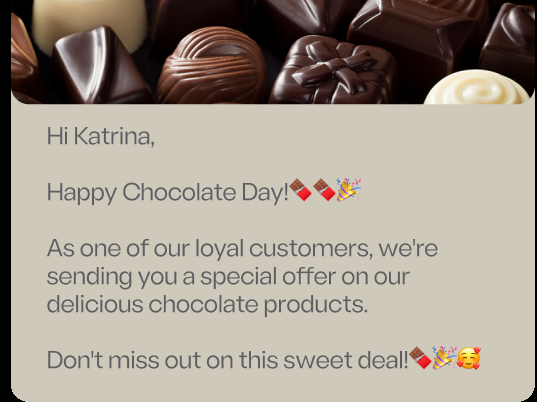 Hi Katrina,
Happy Chocolate Day!🍫🍫🎉
As one of our loyal customers, we're
sending you a special offer on our
delicious chocolate products.
Don't miss out on this sweet deal!🍫🎉🥰